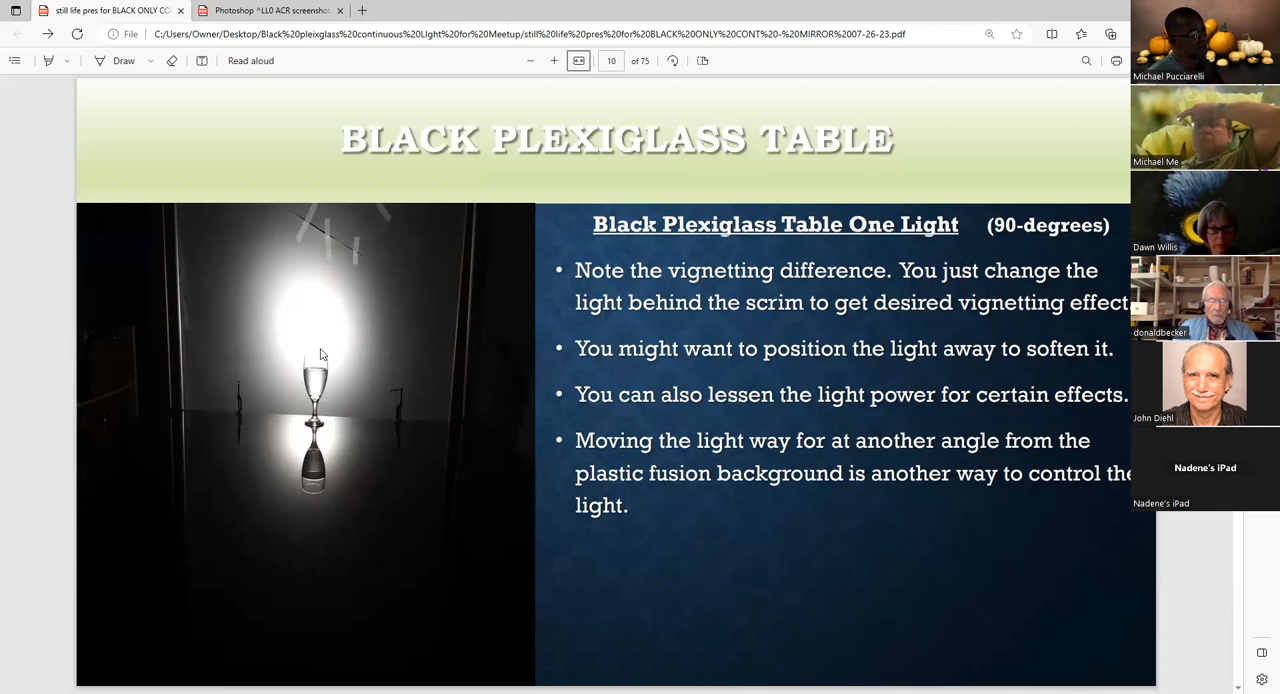 still life pres for BLACK ONLY CO
Photoshop ^LL0 ACR screenshot
File
C:/Users/Owner/Desktop/Black%20pleixglass%20continuous%20LIght%20for%20Meetup/still%20life%20pres%20for%20BLACK%20ONLY%20CONT%20-%20MIRROR%2007-26-23.pdf
Draw
Read aloud
10 of 75
BLACK PLEXIGLASS TABLE
Black Plexiglass Table One Light (90-degrees)
• Note the vignetting difference. You just change the
light behind the scrim to get desired vignetting effect
• You might want to position the light away to soften it.
• You can also lessen the light power for certain effects.
• Moving the light way for at another angle from the
plastic fusion background is another way to control the
light.
Michael Pucciarelli
Michael Me
Dawn Willis
donaldbecker
John Diehl
Nadene's iPad
Nadene's iPad